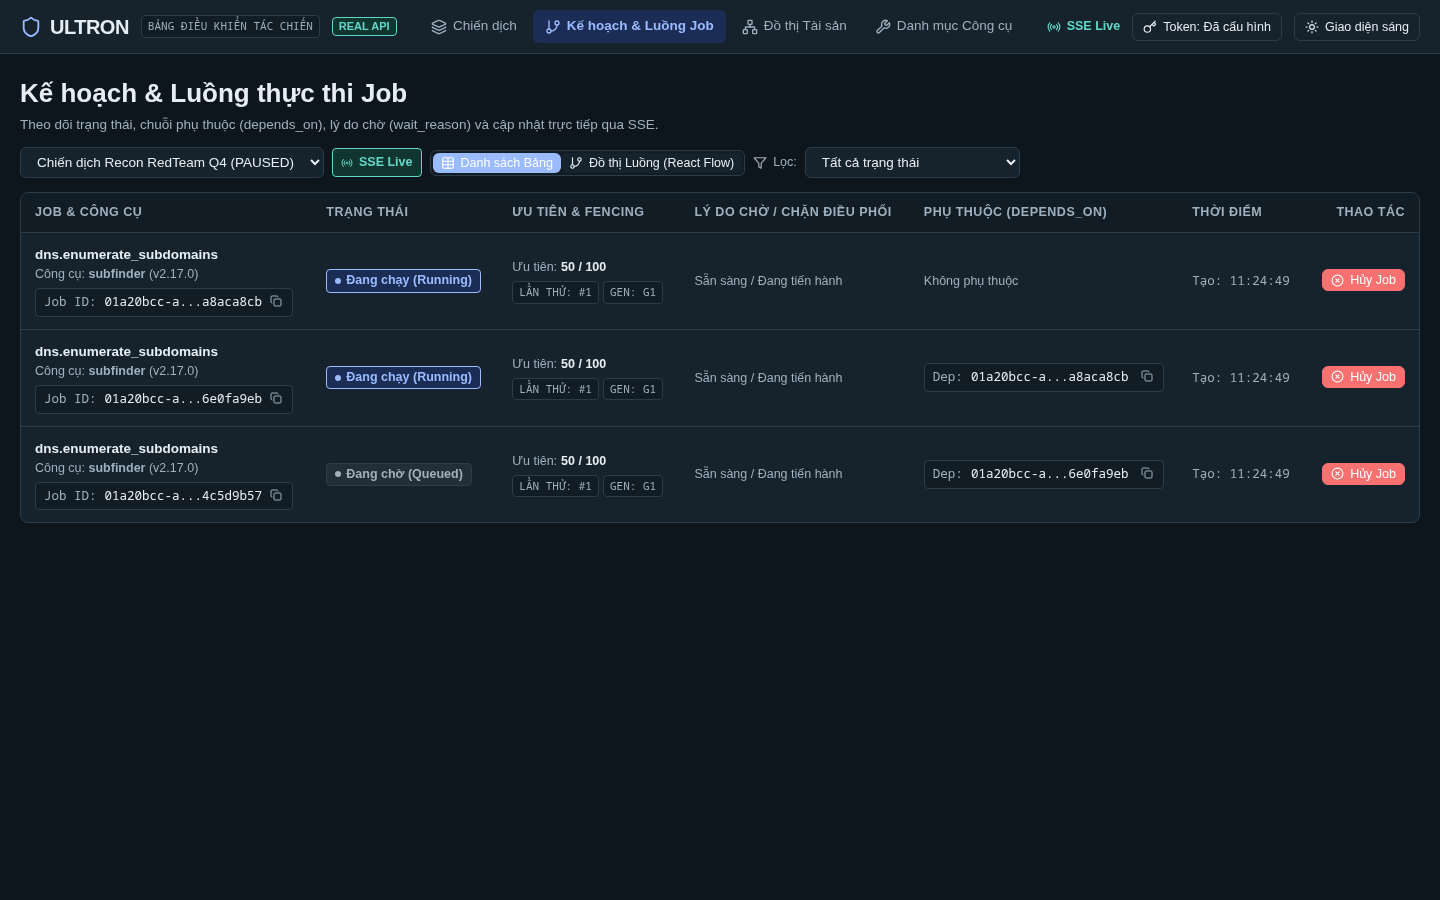 ULTRON
BẢNG ĐIỀU KHIỂN TÁC CHIẾN
REAL API
Chiến dịch
Kế hoạch & Luồng Job
Đồ thị Tài sản
Danh mục Công cụ
SSE Live
Token: Đã cấu hình
Giao diện sáng
Kế hoạch & Luồng thực thi Job
Theo dõi trạng thái, chuỗi phụ thuộc (depends_on), lý do chờ (wait_reason) và cập nhật trực tiếp qua SSE.
Chiến dịch Recon RedTeam Q4 (PAUSED)
SSE Live
Danh sách Bảng
Đồ thị Luồng (React Flow)
Lọc:
Tất cả trạng thái
JOB & CÔNG CỤ
TRẠNG THÁI
ƯU TIÊN & FENCING
LÝ DO CHỜ / CHẶN ĐIỀU PHỐI
PHỤ THUỘC (DEPENDS_ON)
THỜI ĐIỂM
THAO TÁC
dns.enumerate_subdomains
Công cụ: subfinder (v2.17.0)
Job ID: 01a20bcc-a...a8aca8cb
Đang chạy (Running)
Ưu tiên: 50 / 100
LẦN THỬ: #1
GEN: G1
Sẵn sàng / Đang tiến hành
Không phụ thuộc
Tạo: 11:24:49
Hủy Job
dns.enumerate_subdomains
Công cụ: subfinder (v2.17.0)
Job ID: 01a20bcc-a...6e0fa9eb
Đang chạy (Running)
Ưu tiên: 50 / 100
LẦN THỬ: #1
GEN: G1
Sẵn sàng / Đang tiến hành
Dep: 01a20bcc-a...a8aca8cb
Tạo: 11:24:49
Hủy Job
dns.enumerate_subdomains
Công cụ: subfinder (v2.17.0)
Job ID: 01a20bcc-a...4c5d9b57
Đang chờ (Queued)
Ưu tiên: 50 / 100
LẦN THỬ: #1
GEN: G1
Sẵn sàng / Đang tiến hành
Dep: 01a20bcc-a...6e0fa9eb
Tạo: 11:24:49
Hủy Job